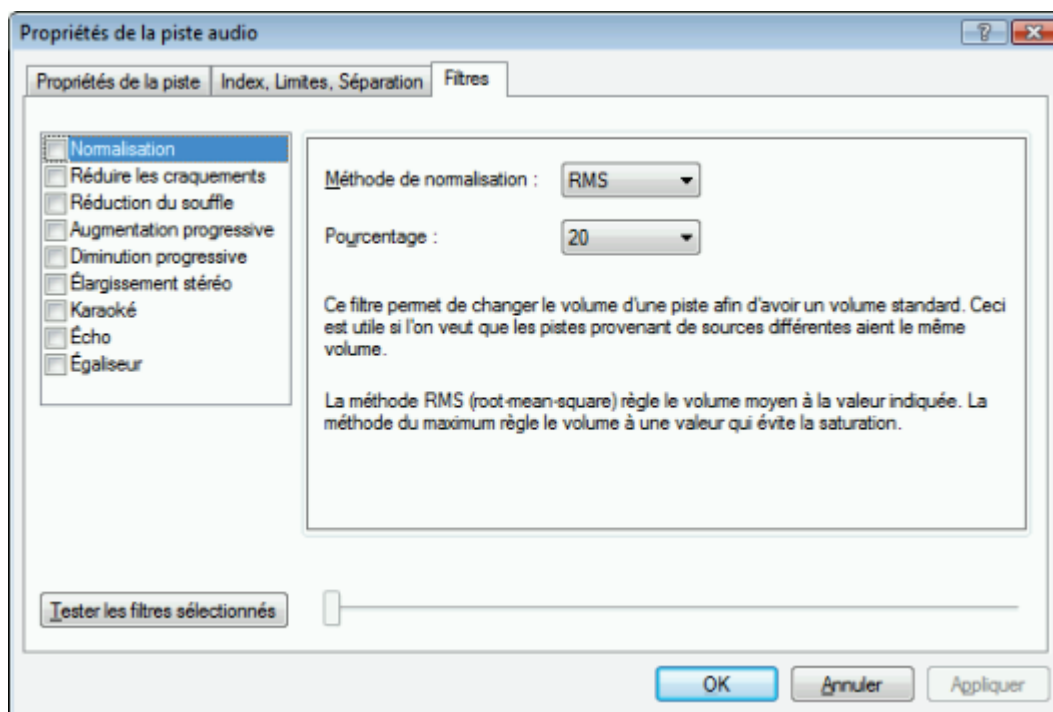 Propriétés de la piste audio
Propriétés de la piste
Index, Limites, Séparation
Filtres
Normalisation
Réduire les craquements
Réduction du souffle
Augmentation progressive
Diminution progressive
Élargissement stéréo
Karaoké
Écho
Égaliseur
Méthode de normalisation :
RMS
Pourcentage :
20
Ce filtre permet de changer le volume d'une piste afin d'avoir un volume standard. Ceci
est utile si l'on veut que les pistes provenant de sources différentes aient le même
volume.
La méthode RMS (root-mean-square) règle le volume moyen à la valeur indiquée. La
méthode du maximum règle le volume à une valeur qui évite la saturation.
Tester les filtres sélectionnés
OK
Annuler
Appliquer